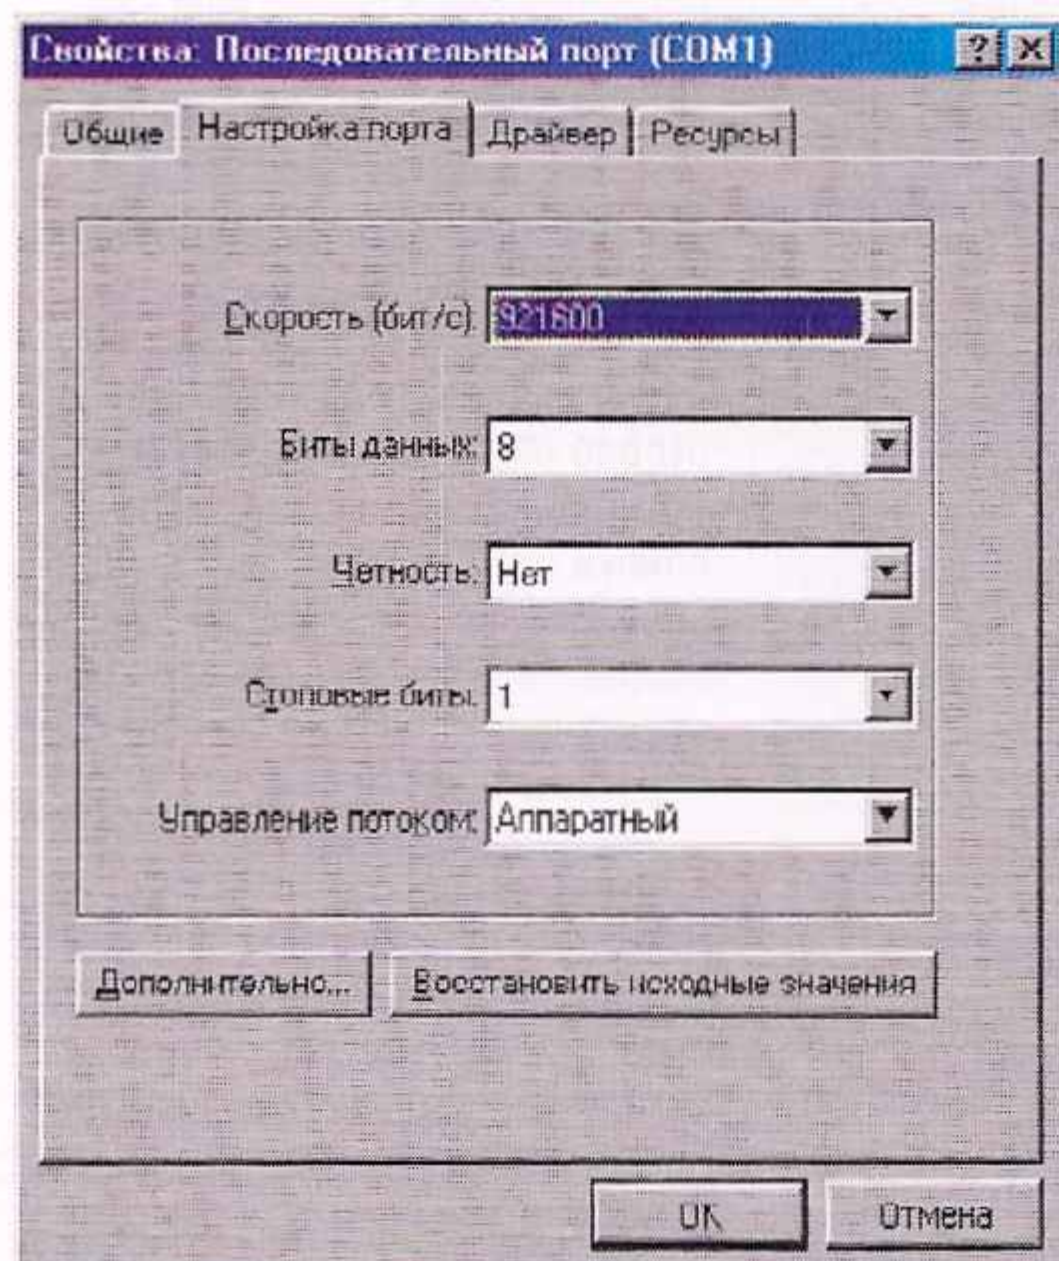 Свойства: Последовательный порт (COM1)
Общие Настройка порта Драйвер Ресурсы
Скорость (бит/с): 921600
Биты данных: 8
Четность: Нет
Стоповые биты: 1
Управление потоком: Аппаратный
Дополнительно... Восстановить исходные значения
OK Отмена